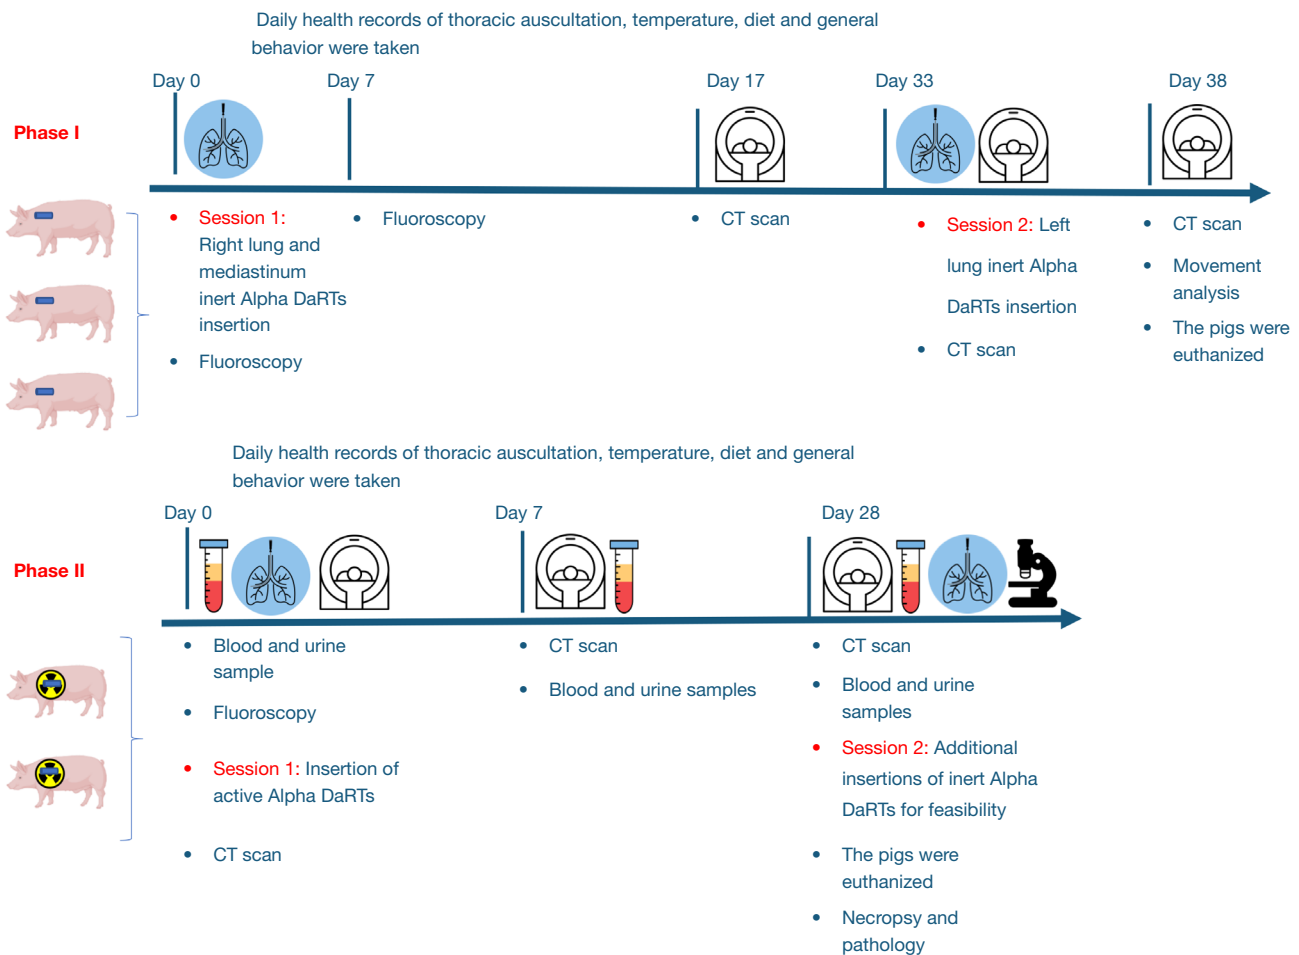 Daily health records of thoracic auscultation, temperature, diet and general
behavior were taken
Day 0
Day 7
Day 17
Day 33
Day 38
Phase I
• Session 1:
Right lung and
mediastinum
inert Alpha DaRTs
insertion
• Fluoroscopy
• Fluoroscopy
• CT scan
• Session 2: Left
lung inert Alpha
DaRTs insertion
• CT scan
• CT scan
• Movement
analysis
• The pigs were
euthanized
Daily health records of thoracic auscultation, temperature, diet and general
behavior were taken
Day 0
Day 7
Day 28
Phase II
• Blood and urine
sample
• Fluoroscopy
• Session 1: Insertion of
active Alpha DaRTs
• CT scan
• CT scan
• Blood and urine samples
• CT scan
• Blood and urine
samples
• Session 2: Additional
insertions of inert Alpha
DaRTs for feasibility
• The pigs were
euthanized
• Necropsy and
pathology